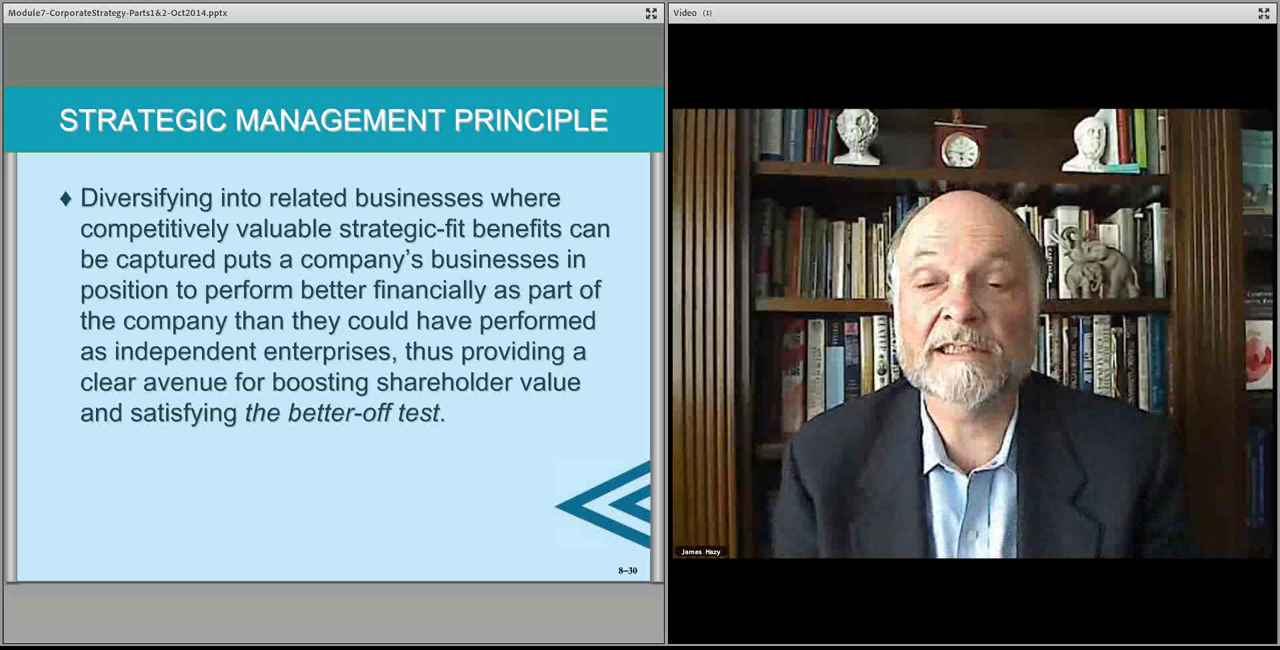 Module7-CorporateStrategy-Parts1&2-Oct2014.pptx
STRATEGIC MANAGEMENT PRINCIPLE
♦ Diversifying into related businesses where
competitively valuable strategic-fit benefits can
be captured puts a company's businesses in
position to perform better financially as part of
the company than they could have performed
as independent enterprises, thus providing a
clear avenue for boosting shareholder value
and satisfying the better-off test.
8–30
Video (1)
James Hazy